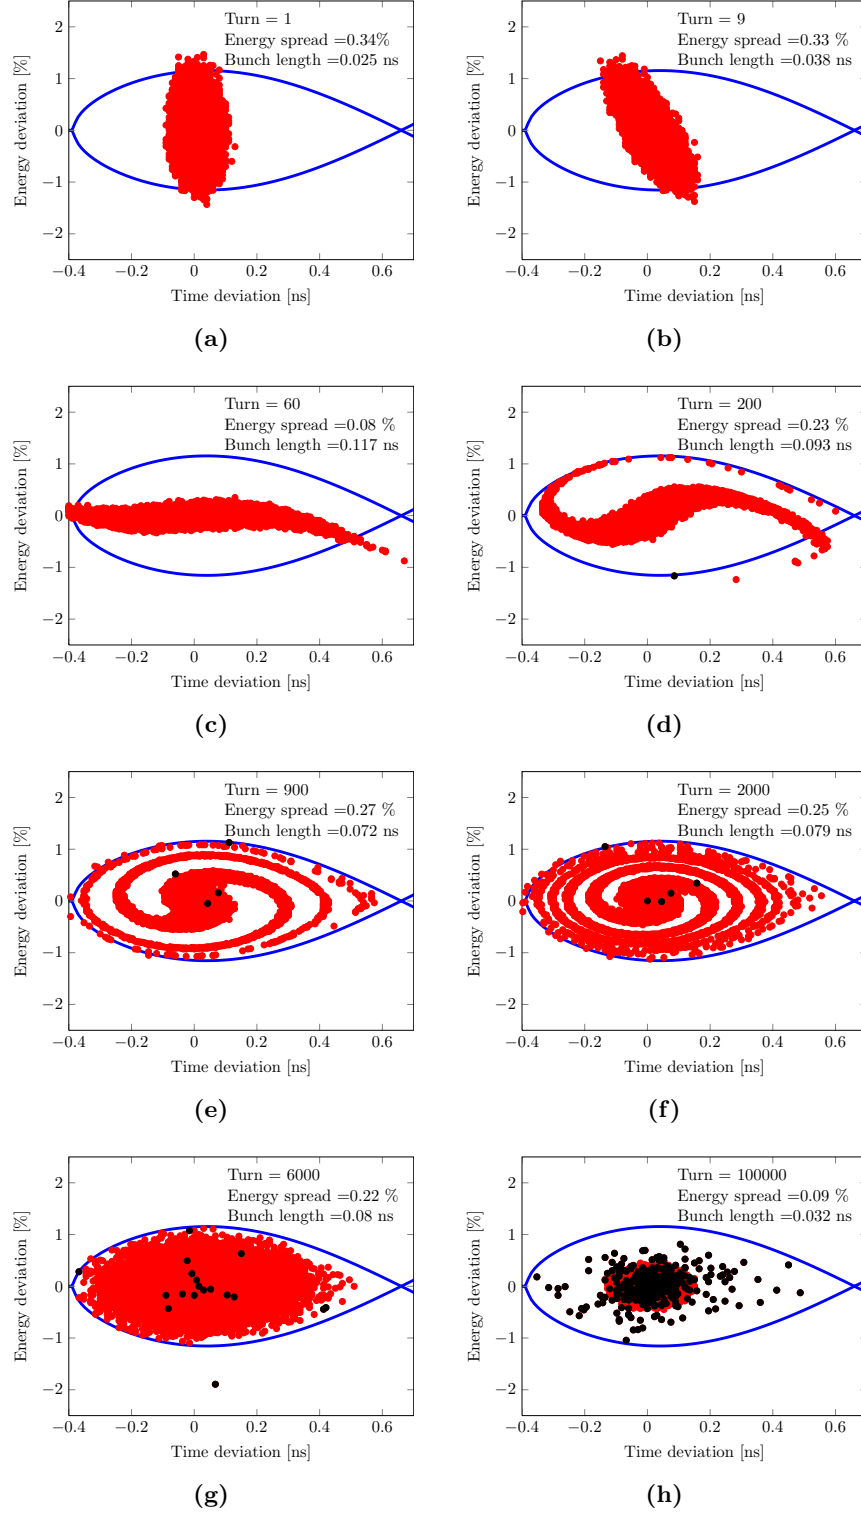 Turn = 1
Energy spread =0.34%
Bunch length =0.025 ns
2
1
0
−1
−2
Energy deviation [%]
−0.4 −0.2 0 0.2 0.4 0.6
Time deviation [ns]
(a)
Turn = 9
Energy spread =0.33 %
Bunch length =0.038 ns
2
1
0
−1
−2
Energy deviation [%]
−0.4 −0.2 0 0.2 0.4 0.6
Time deviation [ns]
(b)
Turn = 60
Energy spread =0.08 %
Bunch length =0.117 ns
2
1
0
−1
−2
Energy deviation [%]
−0.4 −0.2 0 0.2 0.4 0.6
Time deviation [ns]
(c)
Turn = 200
Energy spread =0.23 %
Bunch length =0.093 ns
2
1
0
−1
−2
Energy deviation [%]
−0.4 −0.2 0 0.2 0.4 0.6
Time deviation [ns]
(d)
Turn = 900
Energy spread =0.27 %
Bunch length =0.072 ns
2
1
0
−1
−2
Energy deviation [%]
−0.4 −0.2 0 0.2 0.4 0.6
Time deviation [ns]
(e)
Turn = 2000
Energy spread =0.25 %
Bunch length =0.079 ns
2
1
0
−1
−2
Energy deviation [%]
−0.4 −0.2 0 0.2 0.4 0.6
Time deviation [ns]
(f)
Turn = 6000
Energy spread =0.22 %
Bunch length =0.08 ns
2
1
0
−1
−2
Energy deviation [%]
−0.4 −0.2 0 0.2 0.4 0.6
Time deviation [ns]
(g)
Turn = 100000
Energy spread =0.09 %
Bunch length =0.032 ns
2
1
0
−1
−2
Energy deviation [%]
−0.4 −0.2 0 0.2 0.4 0.6
Time deviation [ns]
(h)